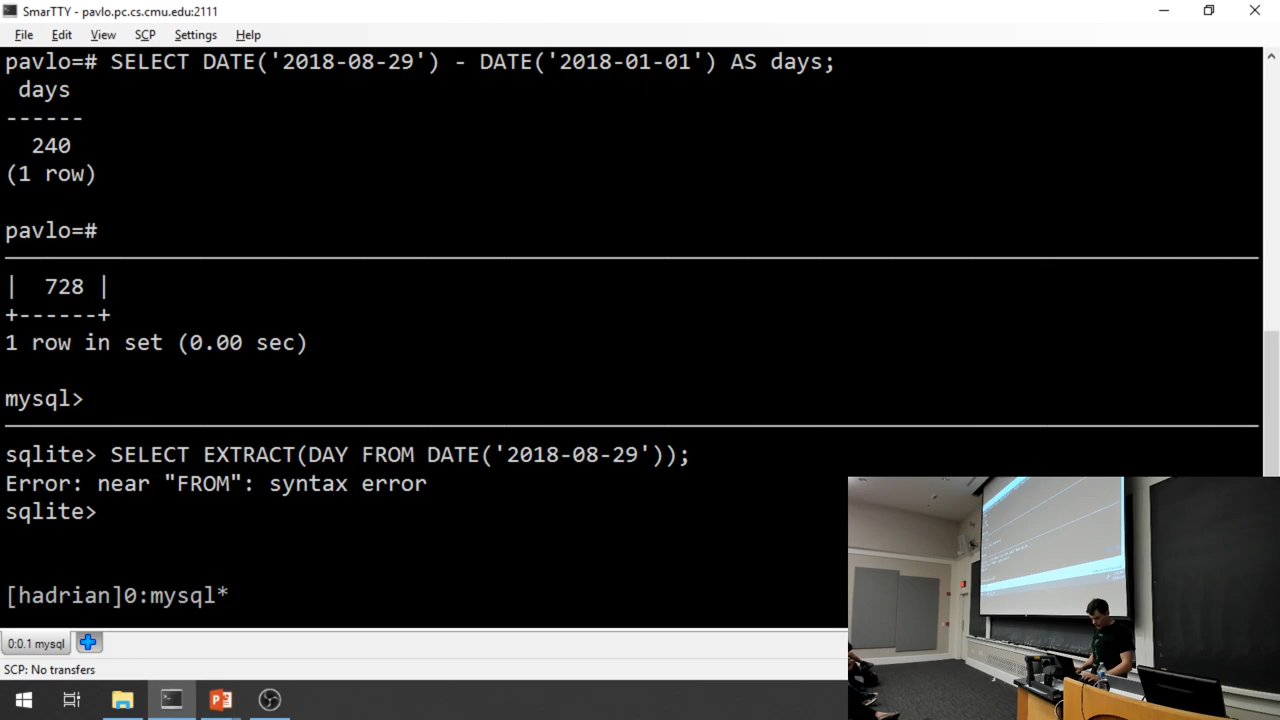 SmarTTY - pavlo.pc.cs.cmu.edu:2111
File Edit View SCP Settings Help
pavlo=# SELECT DATE('2018-08-29') - DATE('2018-01-01') AS days;
days
------
240
(1 row)
pavlo=#
| 728 |
+------+
1 row in set (0.00 sec)
mysql>
sqlite> SELECT EXTRACT(DAY FROM DATE('2018-08-29'));
Error: near "FROM": syntax error
sqlite>
[hadrian]0:mysql*
0:0.1 mysql
SCP: No transfers